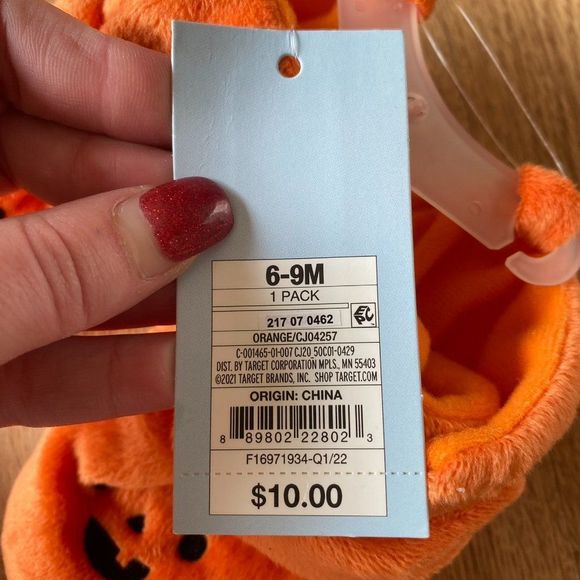 6-9M
1 PACK
217 07 0462
EPC
ORANGE/CJ04257
C-001465-01-007 CJ20_50C01-0429
DIST. BY TARGET CORPORATION MPLS., MN 55403
©2021 TARGET BRANDS, INC. SHOP TARGET.COM
ORIGIN: CHINA
8 89802 22802 3
F16971934-Q1/22
$10.00